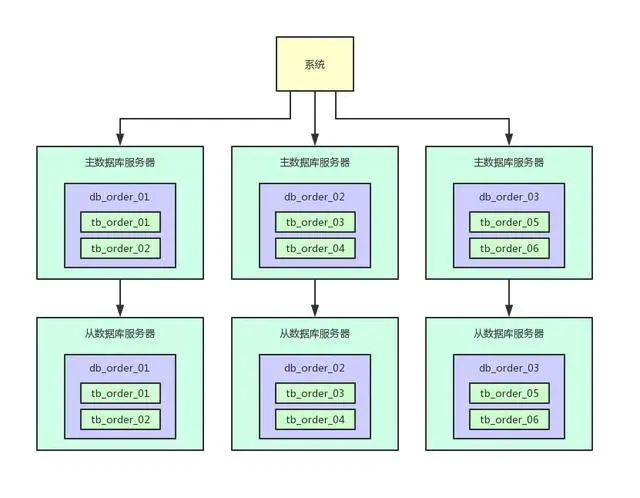 系统
主数据库服务器
db_order_01
tb_order_01
tb_order_02
主数据库服务器
db_order_02
tb_order_03
tb_order_04
主数据库服务器
db_order_03
tb_order_05
tb_order_06
从数据库服务器
db_order_01
tb_order_01
tb_order_02
从数据库服务器
db_order_02
tb_order_03
tb_order_04
从数据库服务器
db_order_03
tb_order_05
tb_order_06